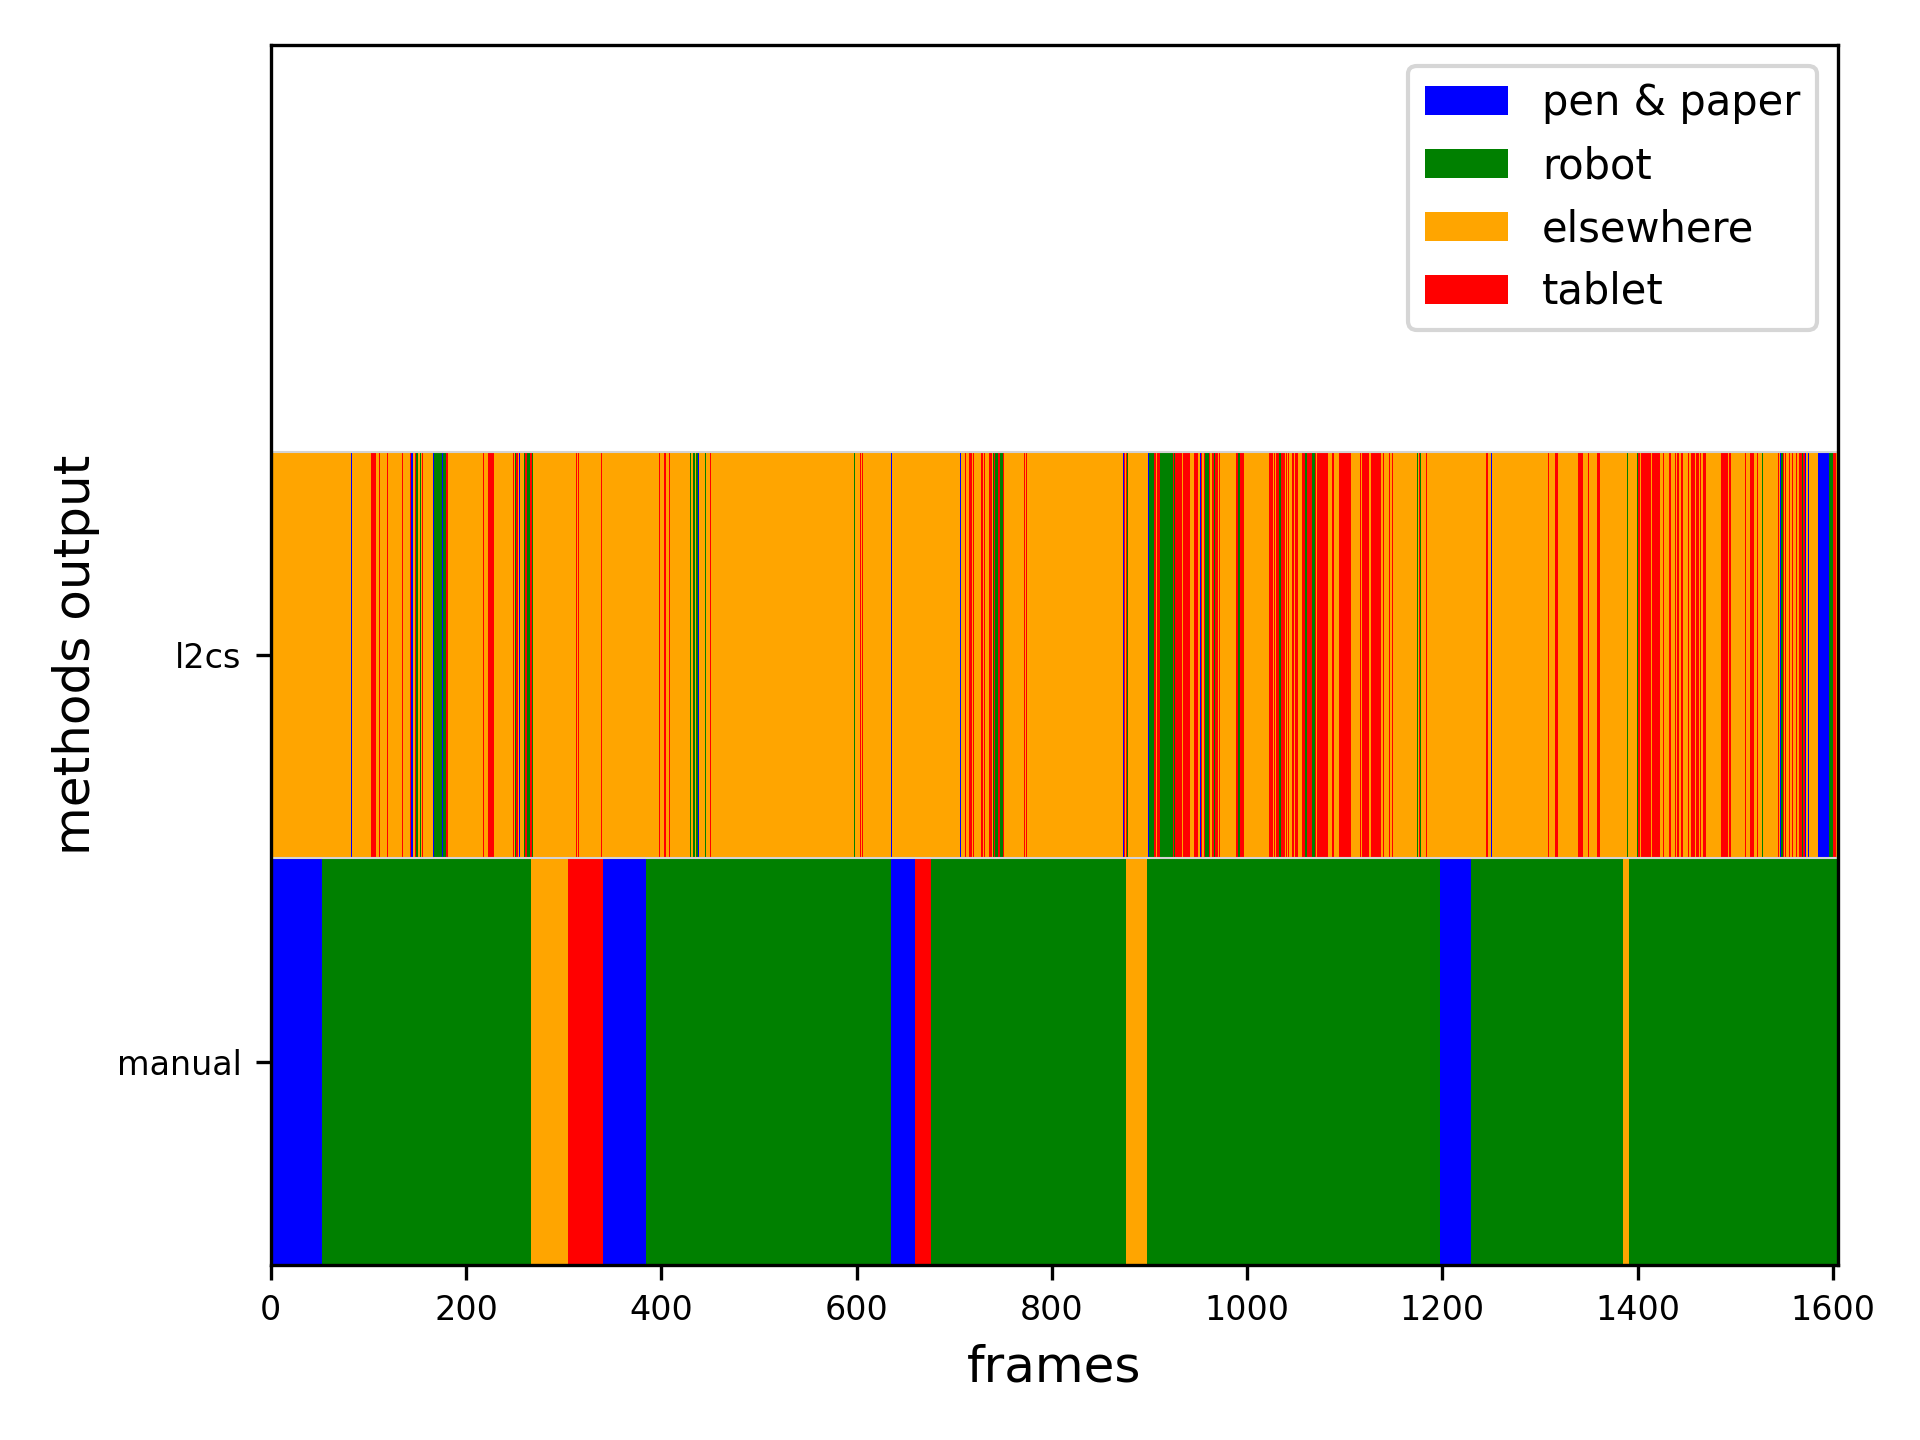 pen & paper
robot
elsewhere
tablet
methods output
l2cs
manual
0 200 400 600 800 1000 1200 1400 1600
frames